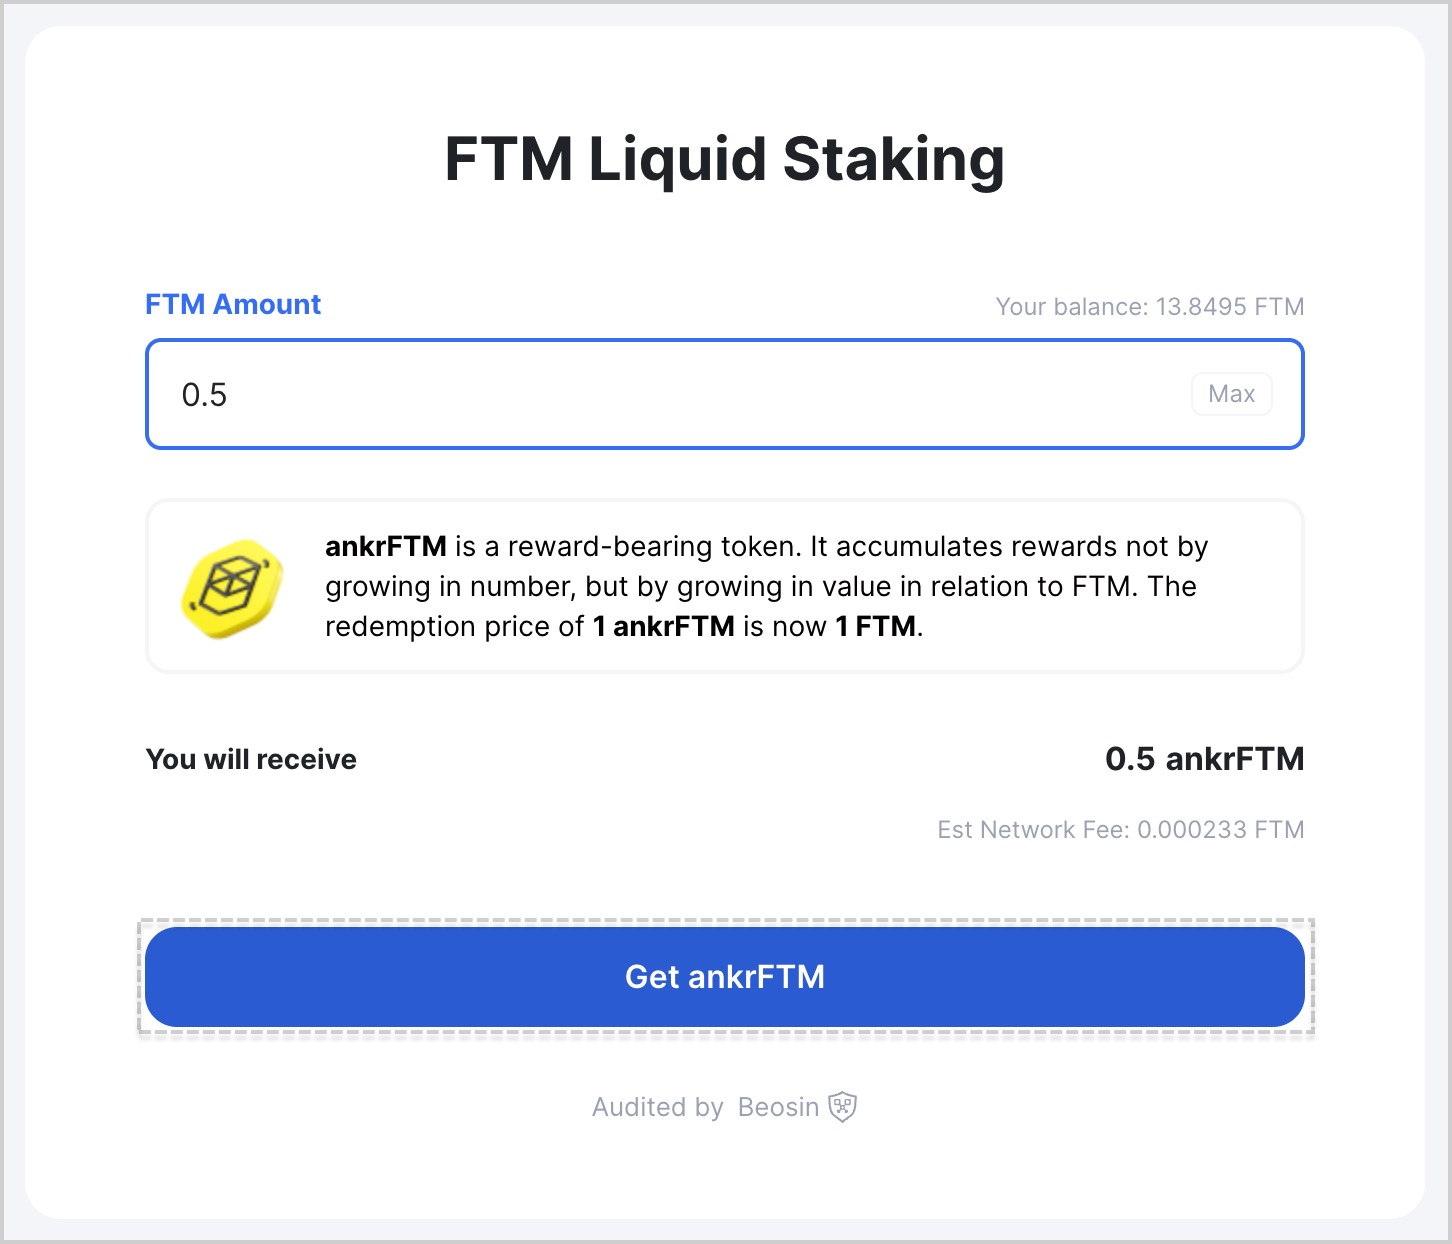 FTM Liquid Staking
FTM Amount
Your balance: 13.8495 FTM
0.5
Max
ankrFTM is a reward-bearing token. It accumulates rewards not by
growing in number, but by growing in value in relation to FTM. The
redemption price of 1 ankrFTM is now 1 FTM.
You will receive
0.5 ankrFTM
Est Network Fee: 0.000233 FTM
Get ankrFTM
Audited by Beosin